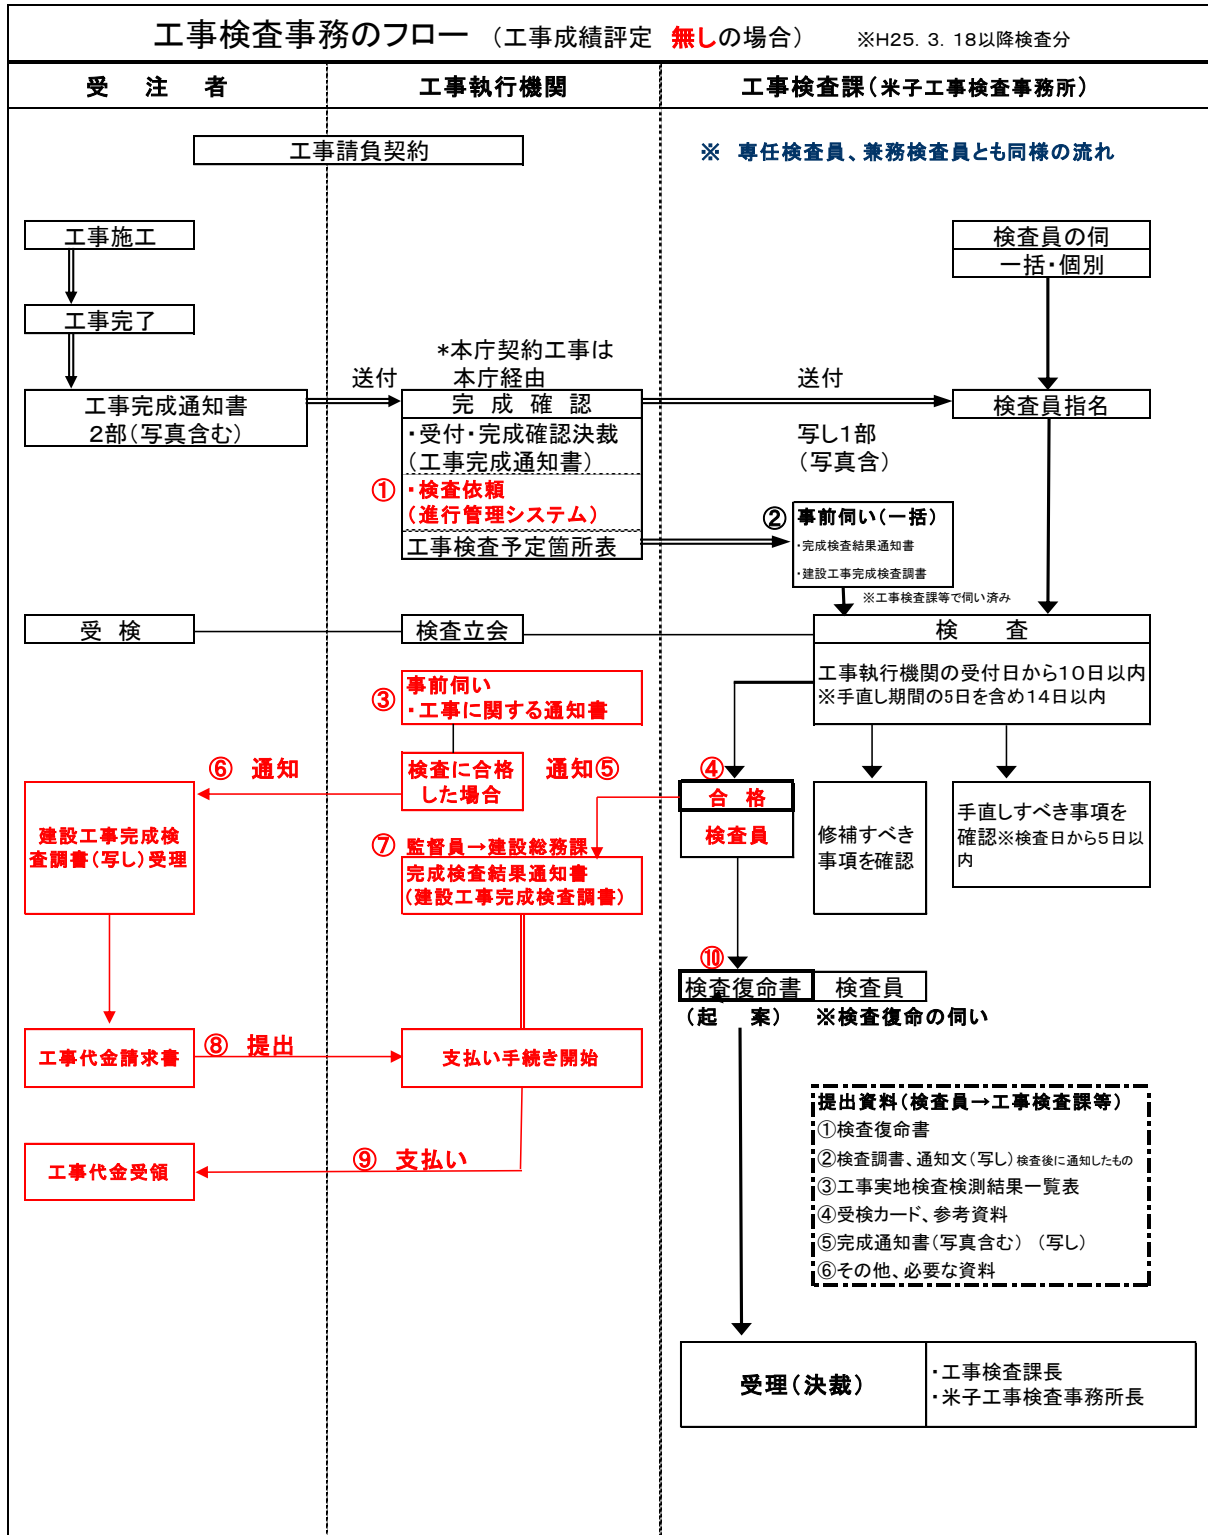 工事検査事務のフロー （工事成績評定 無しの場合） ※H25．3．18以降検査分
受　注　者
工事執行機関
工事検査課（米子工事検査事務所）
工事請負契約
※　専任検査員、兼務検査員とも同様の流れ
工事施工
検査員の伺
一括・個別
工事完了
*本庁契約工事は
本庁経由
送付
送付
工事完成通知書
２部（写真含む）
完 成 確 認
検査員指名
・受付・完成確認決裁
（工事完成通知書）
写し１部
（写真含）
①
・検査依頼
（進行管理システム）
工事検査予定箇所表
②
事前伺い（一括）
・完成検査結果通知書
・建設工事完成検査調書
※工事検査課等で伺い済み
受 検
検査立会
検　　査
工事執行機関の受付日から１０日以内
※手直し期間の5日を含め１４日以内
③
事前伺い
・工事に関する通知書
⑥ 通知
検査に合格
した場合
通知⑤
④
合 格
検査員
修補すべき
事項を確認
手直しすべき事項を
確認※検査日から５日以
内
建設工事完成検
査調書（写し）受理
⑦ 監督員→建設総務課
完成検査結果通知書
（建設工事完成検査調書）
⑩
検査復命書
検査員
（起　案）
※検査復命の伺い
工事代金請求書
⑧ 提出
支払い手続き開始
⑨ 支払い
工事代金受領
提出資料（検査員→工事検査課等）
①検査復命書
②検査調書、通知文（写し）検査後に通知したもの
③工事実地検査検測結果一覧表
④受検カード、参考資料
⑤完成通知書（写真含む）（写し）
⑥その他、必要な資料
受理（決裁）
・工事検査課長
・米子工事検査事務所長